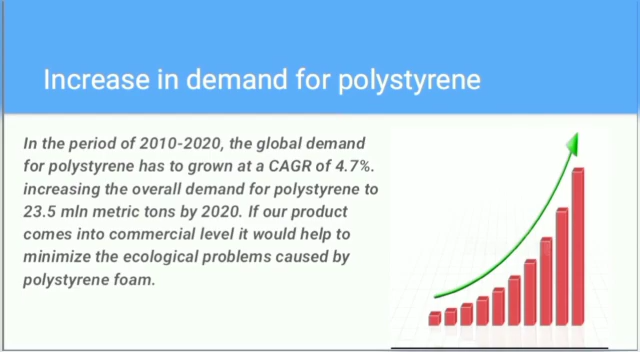 Increase in demand for polystyrene
In the period of 2010-2020, the global demand
for polystyrene has to grown at a CAGR of 4.7%.
increasing the overall demand for polystyrene to
23.5 mln metric tons by 2020. If our product
comes into commercial level it would help to
minimize the ecological problems caused by
polystyrene foam.